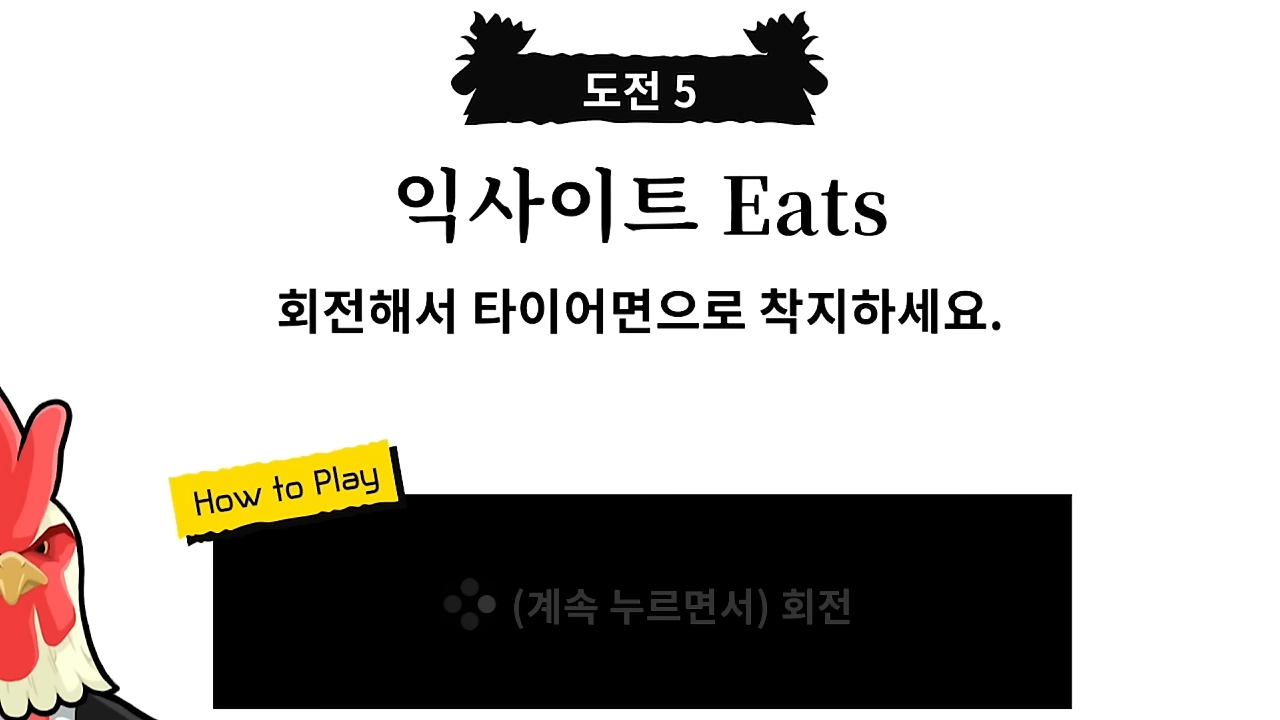 도전 5
익사이트 Eats
회전해서 타이어면으로 착지하세요.
How to Play
(계속 누르면서) 회전